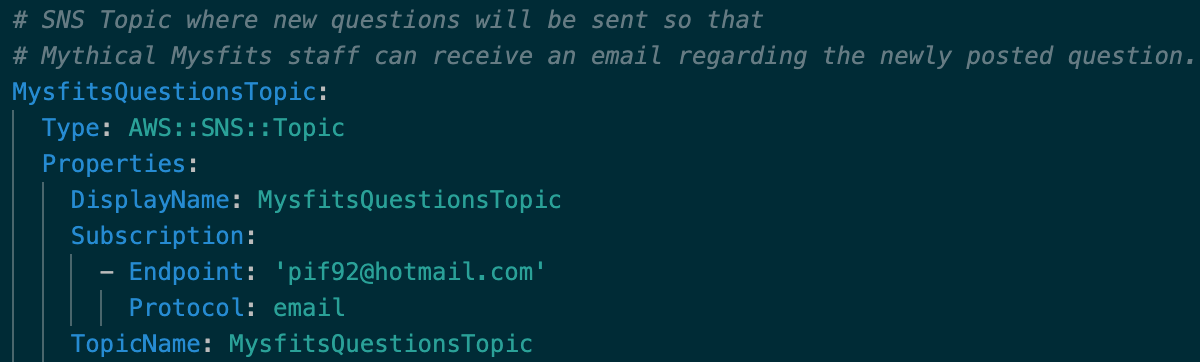 # SNS Topic where new questions will be sent so that
# Mythical Mysfits staff can receive an email regarding the newly posted question.
MysfitsQuestionsTopic:
  Type: AWS::SNS::Topic
  Properties:
    DisplayName: MysfitsQuestionsTopic
    Subscription:
      - Endpoint: 'pif92@hotmail.com'
        Protocol: email
    TopicName: MysfitsQuestionsTopic